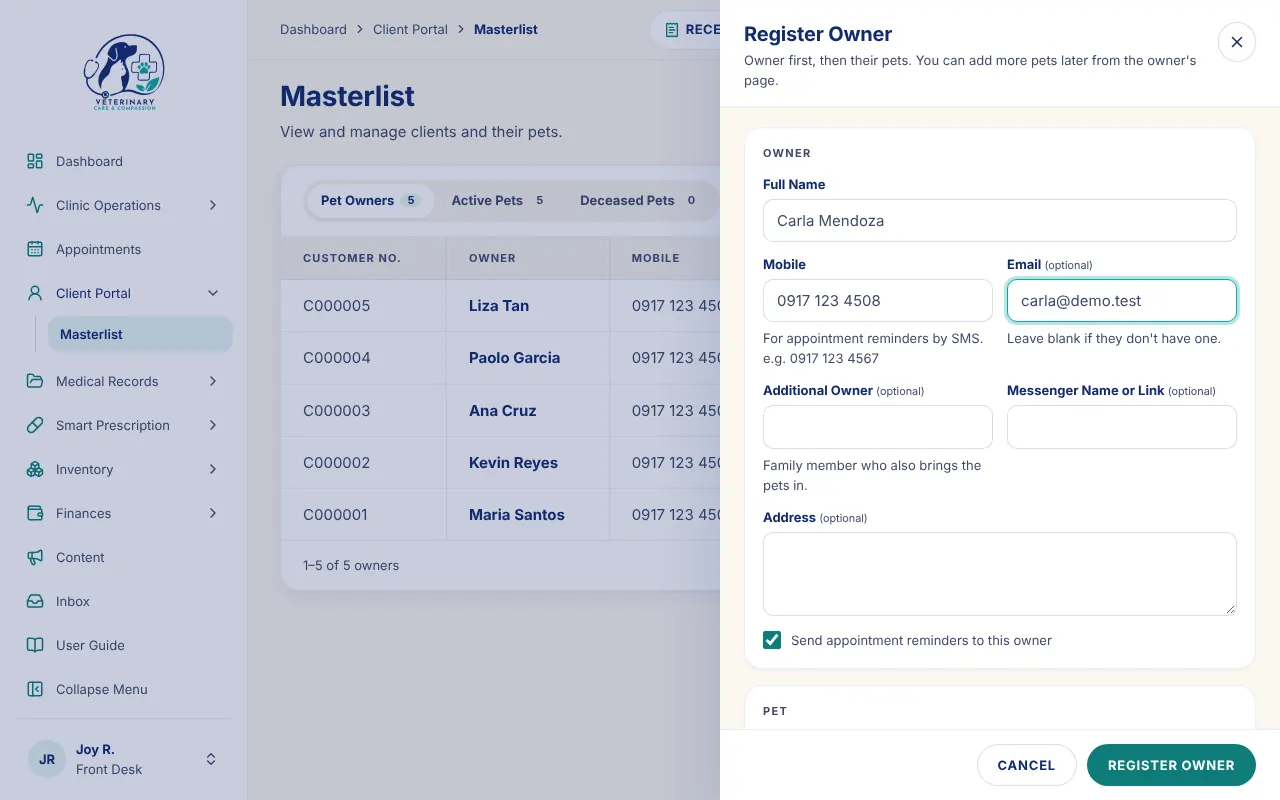 VETERINARY
CARE & COMPASSION
Dashboard
Clinic Operations
Appointments
Client Portal
Masterlist
Medical Records
Smart Prescription
Inventory
Finances
Content
Inbox
User Guide
Collapse Menu
JR
Joy R.
Front Desk
Dashboard > Client Portal > Masterlist
RECE
Masterlist
View and manage clients and their pets.
Pet Owners 5 Active Pets 5 Deceased Pets 0
CUSTOMER NO. OWNER MOBILE
C000005 Liza Tan 0917 123 450
C000004 Paolo Garcia 0917 123 450
C000003 Ana Cruz 0917 123 450
C000002 Kevin Reyes 0917 123 450
C000001 Maria Santos 0917 123 450
1–5 of 5 owners
Register Owner
Owner first, then their pets. You can add more pets later from the owner's
page.
OWNER
Full Name
Carla Mendoza
Mobile Email (optional)
0917 123 4508 carla@demo.test
For appointment reminders by SMS. Leave blank if they don't have one.
e.g. 0917 123 4567
Additional Owner (optional) Messenger Name or Link (optional)
Family member who also brings the
pets in.
Address (optional)
Send appointment reminders to this owner
PET
CANCEL REGISTER OWNER